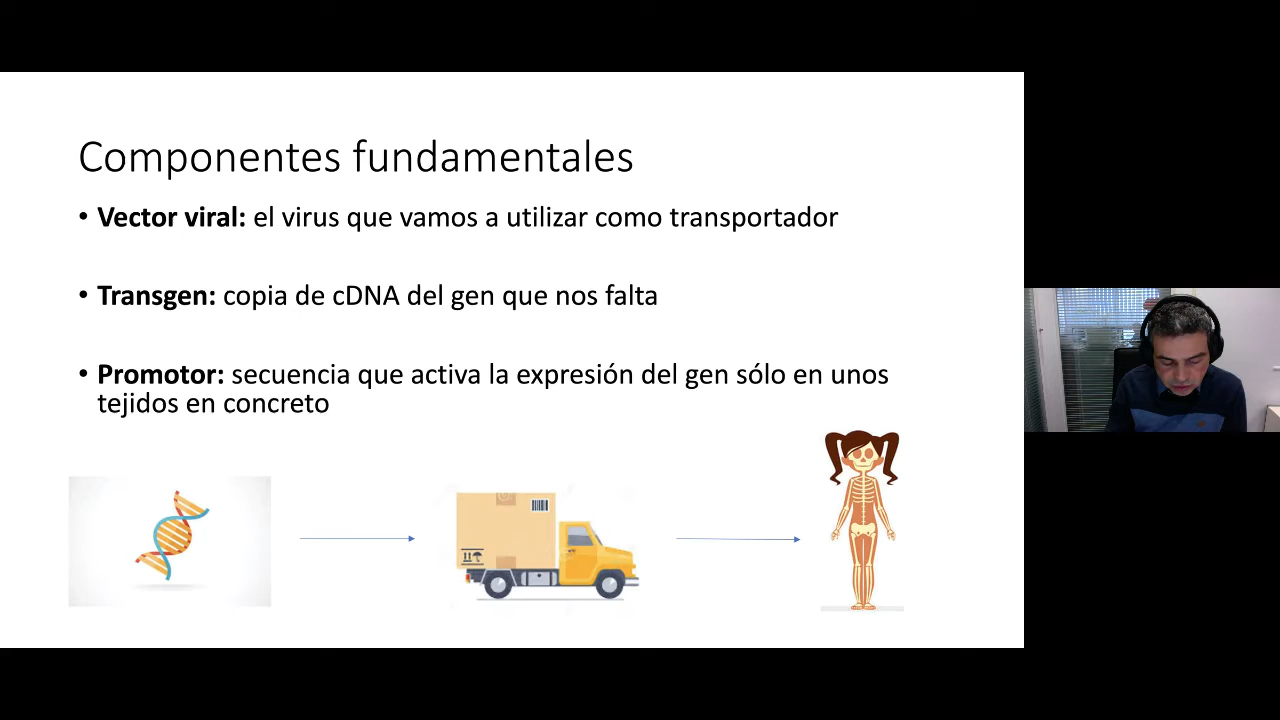 Componentes fundamentales
• Vector viral: el virus que vamos a utilizar como transportador
• Transgen: copia de cDNA del gen que nos falta
• Promotor: secuencia que activa la expresión del gen sólo en unos
tejidos en concreto